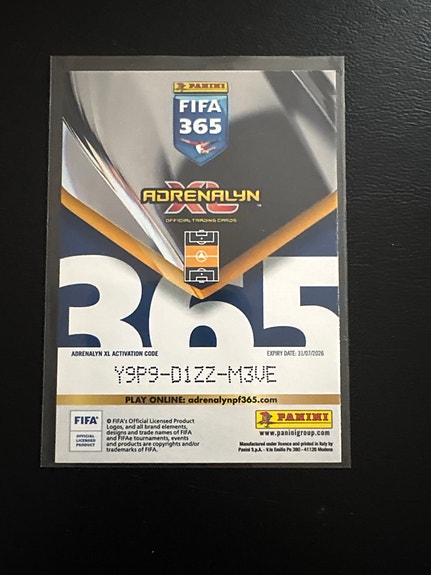 PANINI
FIFA
365
ADRENALYN
XL™
OFFICIAL TRADING CARDS
365
ADRENALYN XL ACTIVATION CODE
EXPIRY DATE: 31/07/2026
Y9P9-D1ZZ-M3VE
PLAY ONLINE: adrenalynpf365.com
FIFA®
OFFICIAL
LICENSED
PRODUCT
© FIFA's Official Licensed Product
Logos, and all brand elements,
designs and trade names of FIFA
and FIFAe tournaments, events
and products are copyrights and/or
trademarks of FIFA.
PANINI
www.paninigroup.com
Manufactured under licence and printed in Italy by
Panini S.p.A. - V.le Emilio Po 380 - 41126 Modena